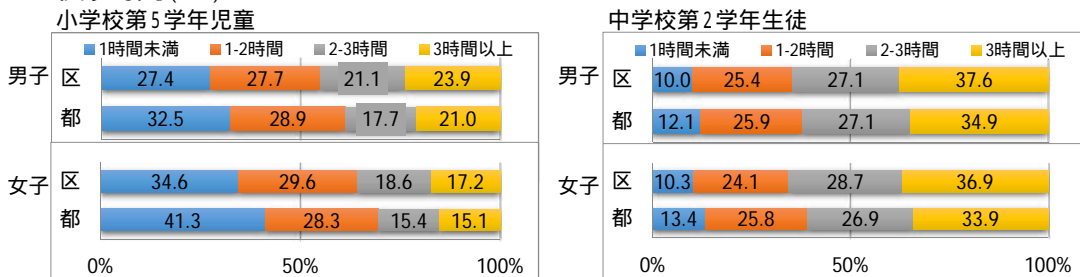 小学校第5学年児童
1時間未満 1-2時間 2-3時間 3時間以上
男子 区 27.4 27.7 21.1 23.9
都 32.5 28.9 17.7 21.0
女子 区 34.6 29.6 18.6 17.2
都 41.3 28.3 15.4 15.1
0% 50% 100%
中学校第2学年生徒
1時間未満 1-2時間 2-3時間 3時間以上
男子 区 10.0 25.4 27.1 37.6
都 12.1 25.9 27.1 34.9
女子 区 10.3 24.1 28.7 36.9
都 13.4 25.8 26.9 33.9
0% 50% 100%